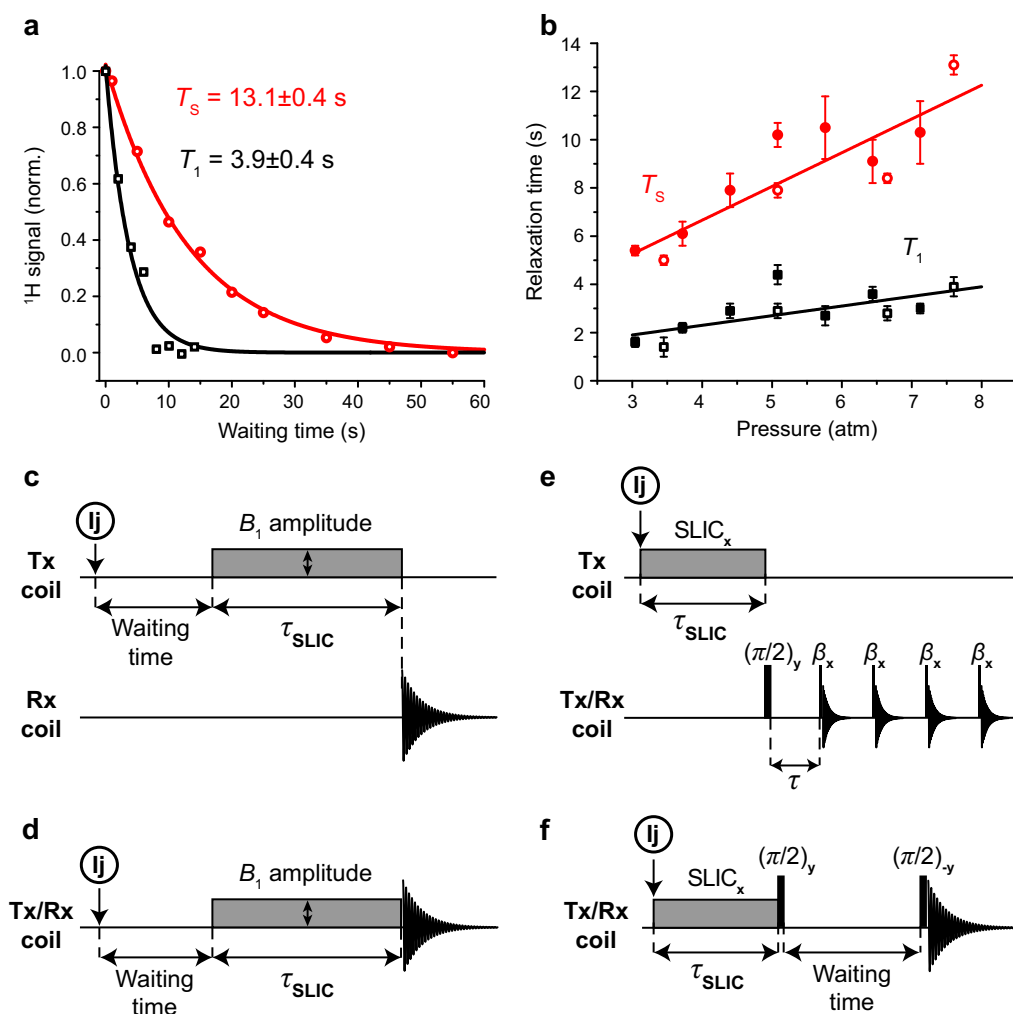 a
T_S = 13.1±0.4 s
T_1 = 3.9±0.4 s
¹H signal (norm.)
1.0
0.8
0.6
0.4
0.2
0.0
0 10 20 30 40 50 60
Waiting time (s)
b
Relaxation time (s)
14
12
10
8
6
4
2
0
T_S
T_1
3 4 5 6 7 8
Pressure (atm)
c
Ij
B_1 amplitude
Tx
coil
Waiting
time
τ_SLIC
Rx
coil
d
Ij
B_1 amplitude
Tx/Rx
coil
Waiting
time
τ_SLIC
e
Ij
SLIC_x
Tx
coil
τ_SLIC
(π/2)_y β_x β_x β_x β_x
Tx/Rx
coil
τ
f
Ij
SLIC_x (π/2)_y (π/2)_-y
Tx/Rx
coil
τ_SLIC
Waiting
time